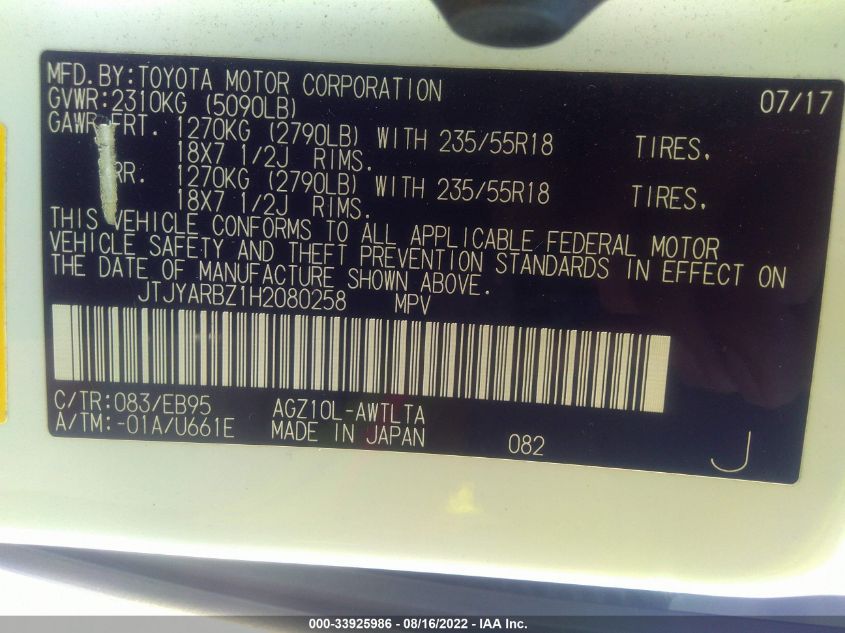 MFD.BY:TOYOTA MOTOR CORPORATION 07/17
GVWR:2310KG (5090LB)
GAWR FRT. 1270KG (2790LB) WITH 235/55R18 TIRES,
18X7 1/2J RIMS.
RR. 1270KG (2790LB) WITH 235/55R18 TIRES,
18X7 1/2J RIMS.
THIS VEHICLE CONFORMS TO ALL APPLICABLE FEDERAL MOTOR
VEHICLE SAFETY AND THEFT PREVENTION STANDARDS IN EFFECT ON
THE DATE OF MANUFACTURE SHOWN ABOVE.
JTJYARBZ1H2080258 MPV
C/TR:083/EB95 AGZ10L-AWTLTA
A/TM:-01A/U661E MADE IN JAPAN 082 J
000-33925986 - 08/16/2022 - IAA Inc.